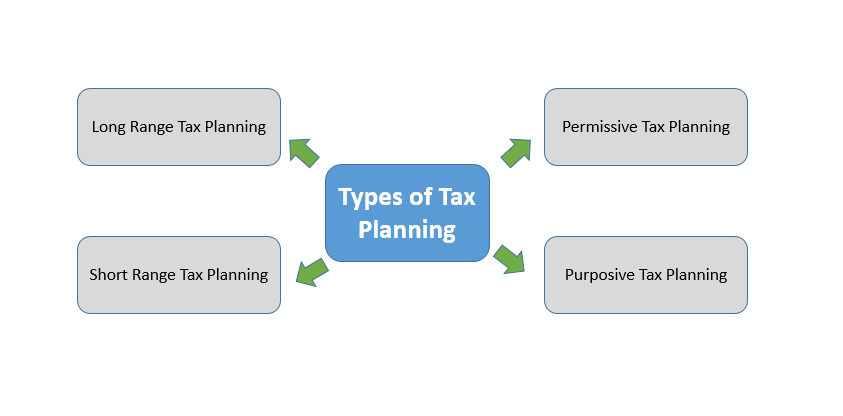 Long Range Tax Planning
Permissive Tax Planning
Types of Tax
Planning
Short Range Tax Planning
Purposive Tax Planning